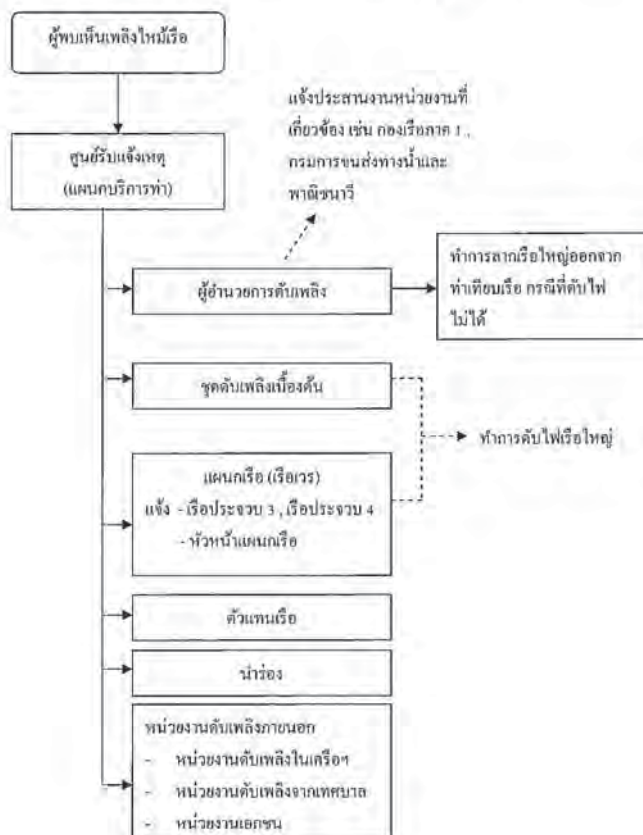 ผู้พบเห็นเพลิงไหม้เรือ
แจ้งประสานงานหน่วยงานที่
เกี่ยวข้อง เช่น กองเรือภาค 1 ,
กรมการขนส่งทางน้ำและ
พาณิชนาวี
ศูนย์รับแจ้งเหตุ
(แผนกบริการท่า)
ผู้อำนวยการดับเพลิง
ทำการลากเรือใหญ่ออกจาก
ท่าเทียบเรือ กรณีที่ดับไฟ
ไม่ได้
ชุดดับเพลิงเบื้องต้น
ทำการดับไฟเรือใหญ่
แผนกเรือ (เรือเวร)
แจ้ง - เรือประจวบ 3 , เรือประจวบ 4
- หัวหน้าแผนกเรือ
ตัวแทนเรือ
นำร่อง
หน่วยงานดับเพลิงภายนอก
- หน่วยงานดับเพลิงในเครือฯ
- หน่วยงานดับเพลิงจากเทศบาล
- หน่วยงานเอกชน